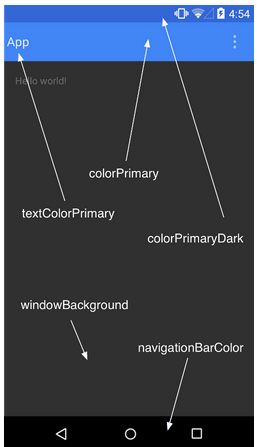 4:54
App
Hello world!
colorPrimary
textColorPrimary
colorPrimaryDark
windowBackground
navigationBarColor